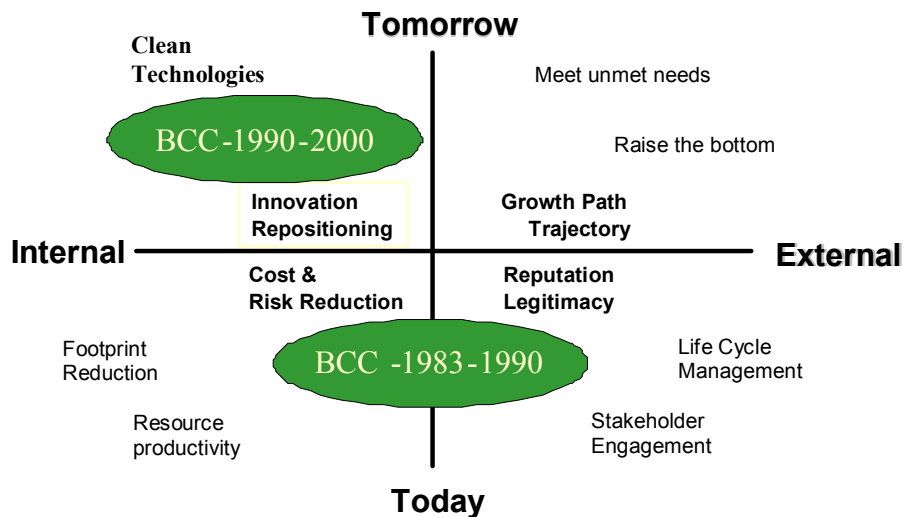 Tomorrow
Clean
Technologies
Meet unmet needs
BCC -1990-2000
Raise the bottom
Innovation
Repositioning
Growth Path
Trajectory
Internal
External
Cost &
Risk Reduction
Reputation
Legitimacy
Footprint
Reduction
BCC -1983-1990
Life Cycle
Management
Resource
productivity
Stakeholder
Engagement
Today